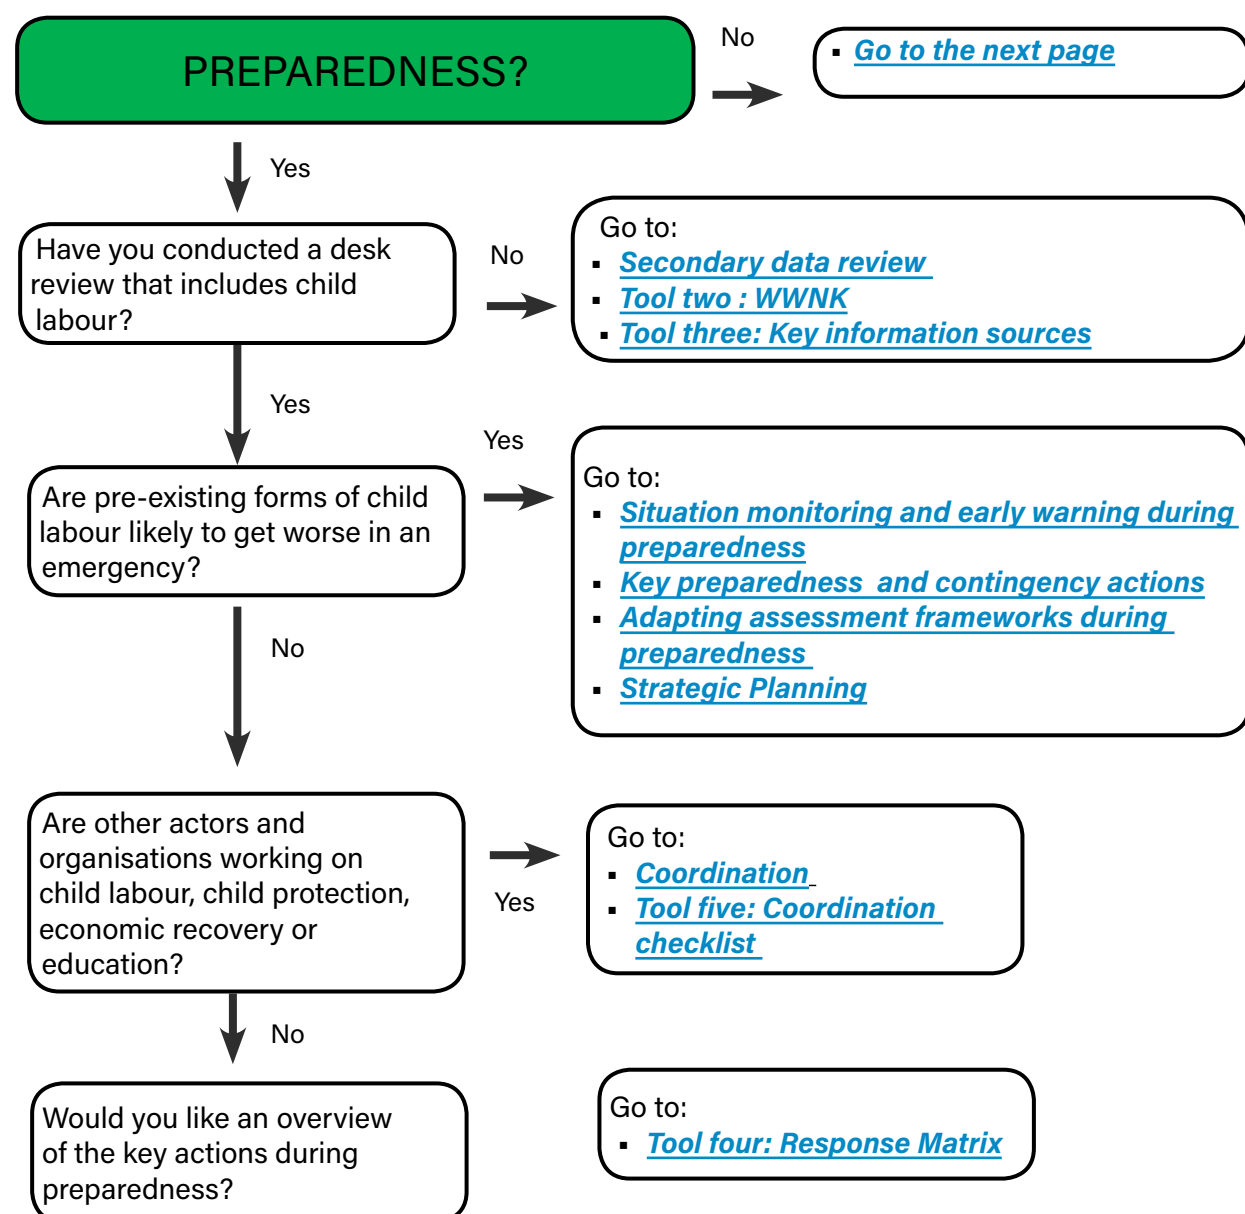 PREPAREDNESS?
No
▪ Go to the next page
Yes
Have you conducted a desk
review that includes child
labour?
No
Go to:
▪ Secondary data review
▪ Tool two : WWNK
▪ Tool three: Key information sources
Yes
Are pre-existing forms of child
labour likely to get worse in an
emergency?
Yes
Go to:
▪ Situation monitoring and early warning during
preparedness
▪ Key preparedness and contingency actions
▪ Adapting assessment frameworks during
preparedness
▪ Strategic Planning
No
Are other actors and
organisations working on
child labour, child protection,
economic recovery or
education?
Yes
Go to:
▪ Coordination
▪ Tool five: Coordination
checklist
No
Would you like an overview
of the key actions during
preparedness?
Go to:
▪ Tool four: Response Matrix